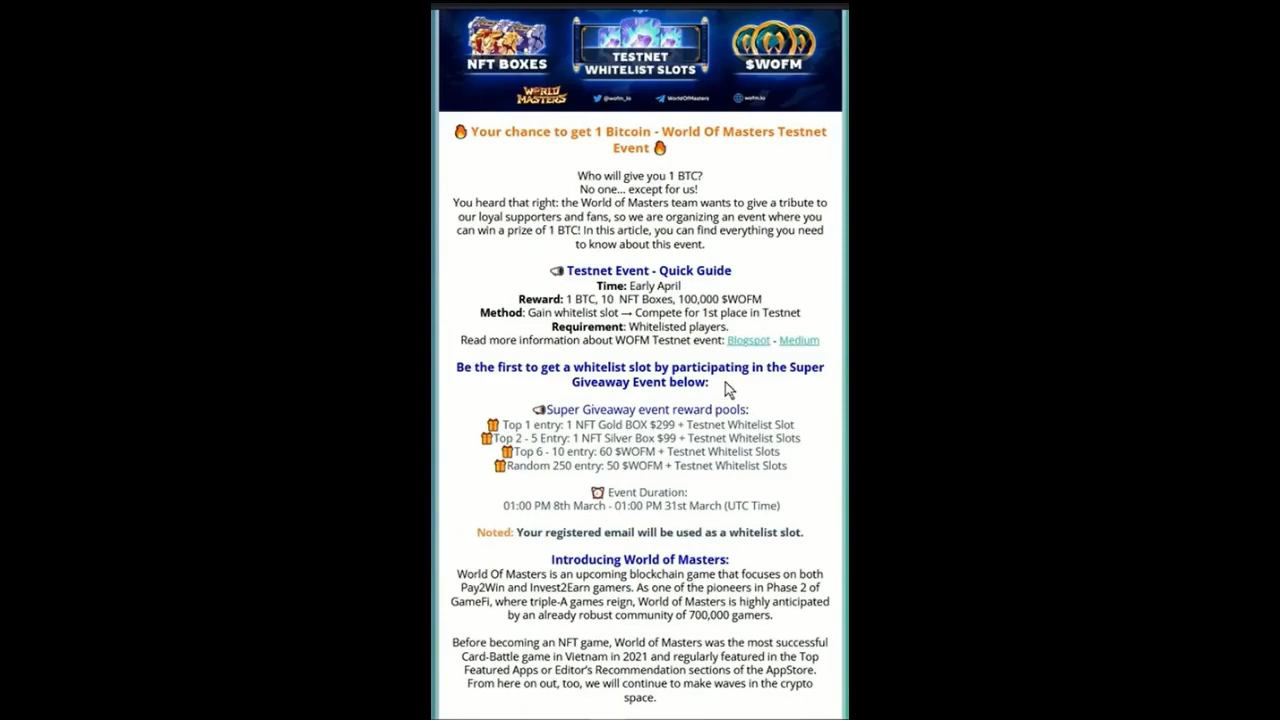 NFT BOXES
TESTNET
WHITELIST SLOTS
$WOFM
WORLD
MASTERS
@wofm_io
WorldOfMasters
wofm.io
Your chance to get 1 Bitcoin - World Of Masters Testnet
Event
Who will give you 1 BTC?
No one... except for us!
You heard that right: the World of Masters team wants to give a tribute to
our loyal supporters and fans, so we are organizing an event where you
can win a prize of 1 BTC! In this article, you can find everything you need
to know about this event.
Testnet Event - Quick Guide
Time: Early April
Reward: 1 BTC, 10 NFT Boxes, 100,000 $WOFM
Method: Gain whitelist slot → Compete for 1st place in Testnet
Requirement: Whitelisted players.
Read more information about WOFM Testnet event: Blogspot - Medium
Be the first to get a whitelist slot by participating in the Super
Giveaway Event below:
Super Giveaway event reward pools:
Top 1 entry: 1 NFT Gold BOX $299 + Testnet Whitelist Slot
Top 2 - 5 Entry: 1 NFT Silver Box $99 + Testnet Whitelist Slots
Top 6 - 10 entry: 60 $WOFM + Testnet Whitelist Slots
Random 250 entry: 50 $WOFM + Testnet Whitelist Slots
Event Duration:
01:00 PM 8th March - 01:00 PM 31st March (UTC Time)
Noted: Your registered email will be used as a whitelist slot.
Introducing World of Masters:
World Of Masters is an upcoming blockchain game that focuses on both
Pay2Win and Invest2Earn gamers. As one of the pioneers in Phase 2 of
GameFi, where triple-A games reign, World of Masters is highly anticipated
by an already robust community of 700,000 gamers.
Before becoming an NFT game, World of Masters was the most successful
Card-Battle game in Vietnam in 2021 and regularly featured in the Top
Featured Apps or Editor's Recommendation sections of the AppStore.
From here on out, too, we will continue to make waves in the crypto
space.